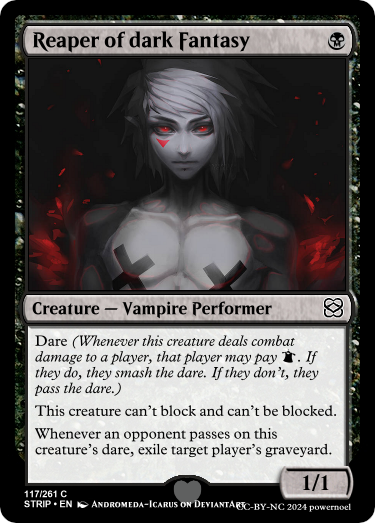 Reaper of dark Fantasy
Creature — Vampire Performer
Dare (Whenever this creature deals combat
damage to a player, that player may pay . If
they do, they smash the dare. If they don't, they
pass the dare.)
This creature can't block and can't be blocked.
Whenever an opponent passes on this
creature's dare, exile target player's graveyard.
1/1
117/261 C
STRIP • EN Andromeda-Icarus on DeviantArt
CC-BY-NC 2024 powernoel